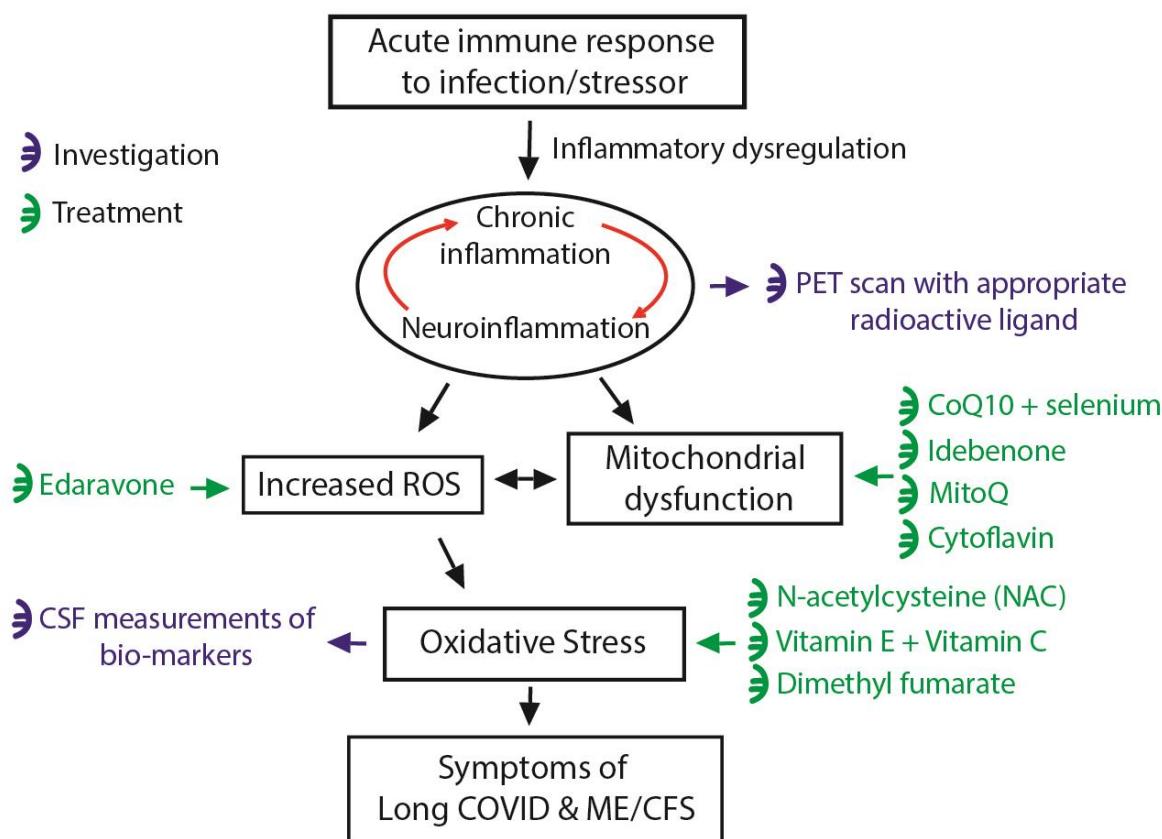 Acute immune response
to infection/stressor
Investigation
Treatment
Inflammatory dysregulation
Chronic
inflammation
Neuroinflammation
PET scan with appropriate
radioactive ligand
CoQ10 + selenium
Idebenone
MitoQ
Cytoflavin
Edaravone
Increased ROS
Mitochondrial
dysfunction
CSF measurements of
bio-markers
Oxidative Stress
N-acetylcysteine (NAC)
Vitamin E + Vitamin C
Dimethyl fumarate
Symptoms of
Long COVID & ME/CFS